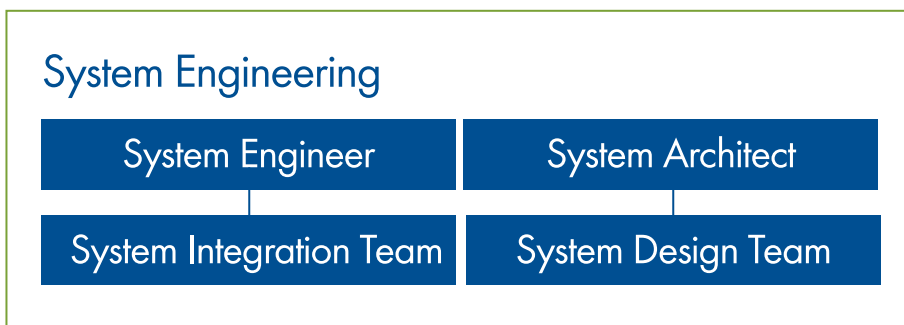 System Engineering
System Engineer
System Architect
System Integration Team
System Design Team